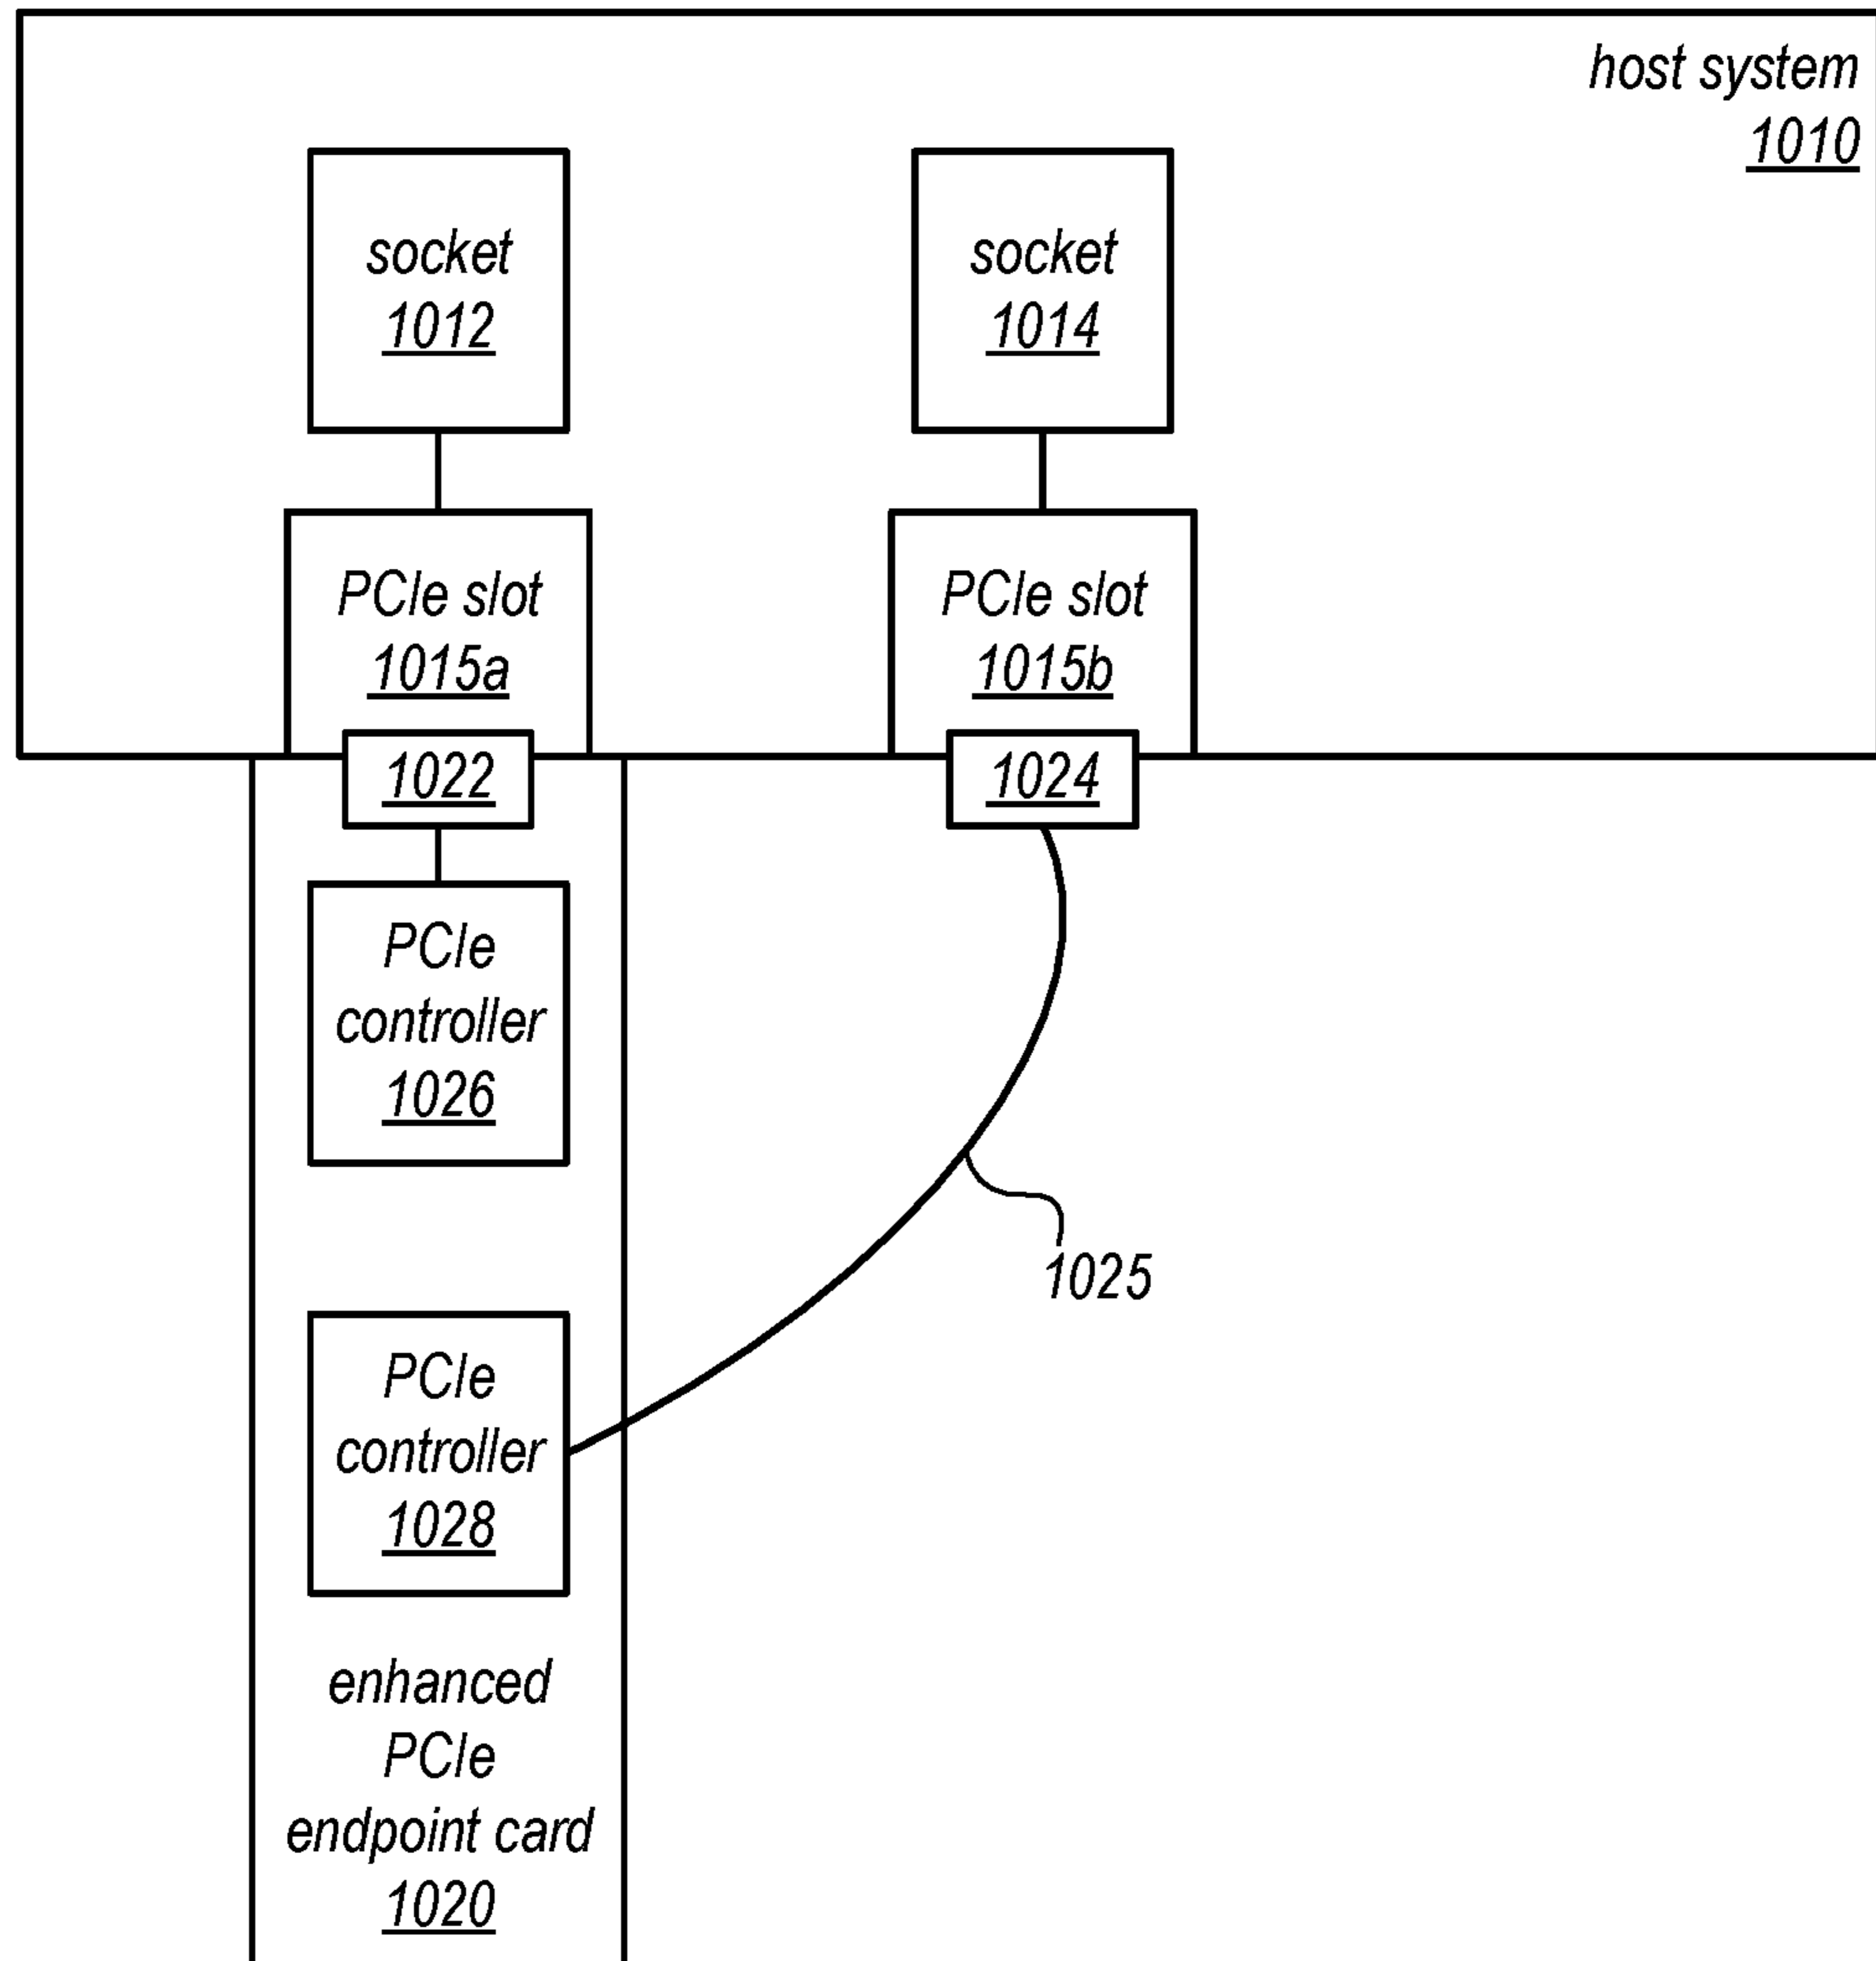 host system
1010
socket
1012
socket
1014
PCIe slot
1015a
PCIe slot
1015b
1022
1024
PCIe
controller
1026
1025
PCIe
controller
1028
enhanced
PCIe
endpoint card
1020